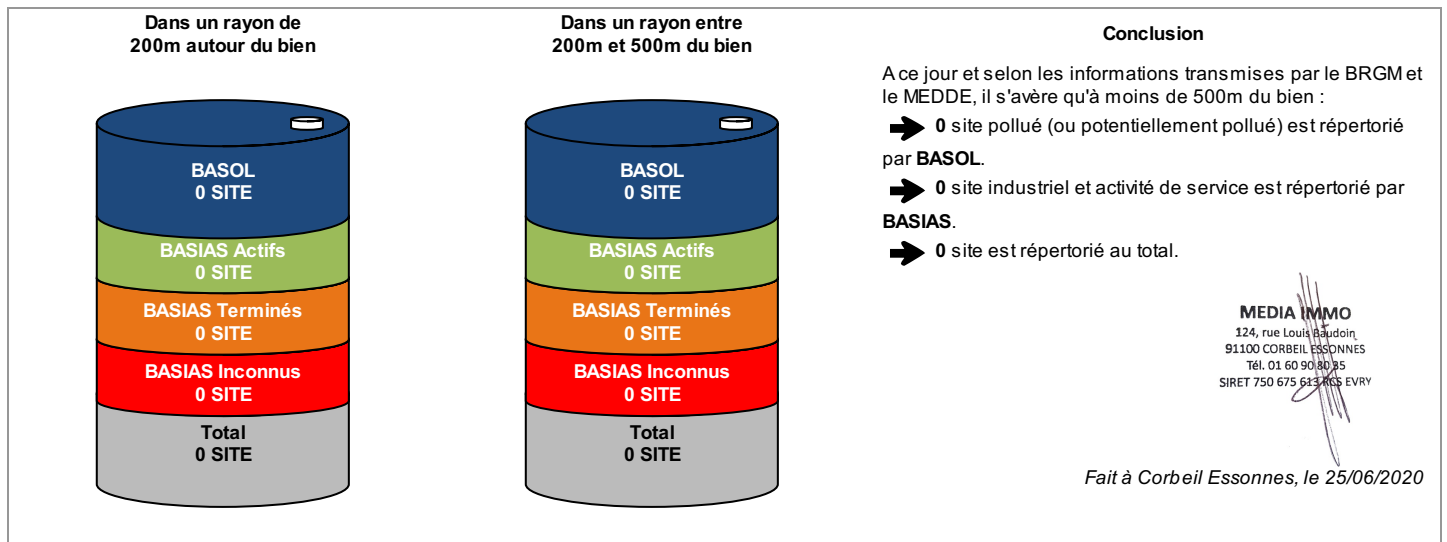 Dans un rayon de
200m autour du bien
BASOL
0 SITE
BASIAS Actifs
0 SITE
BASIAS Terminés
0 SITE
BASIAS Inconnus
0 SITE
Total
0 SITE
Dans un rayon entre
200m et 500m du bien
BASOL
0 SITE
BASIAS Actifs
0 SITE
BASIAS Terminés
0 SITE
BASIAS Inconnus
0 SITE
Total
0 SITE
Conclusion
A ce jour et selon les informations transmises par le BRGM et
le MEDDE, il s'avère qu'à moins de 500m du bien :
0 site pollué (ou potentiellement pollué) est répertorié
par BASOL.
0 site industriel et activité de service est répertorié par
BASIAS.
0 site est répertorié au total.
MEDIA IMMO
124, rue Louis Baudoin
91100 CORBEIL ESSONNES
Tél. 01 60 90 80 85
SIRET 750 675 613 RCS EVRY
Fait à Corbeil Essonnes, le 25/06/2020